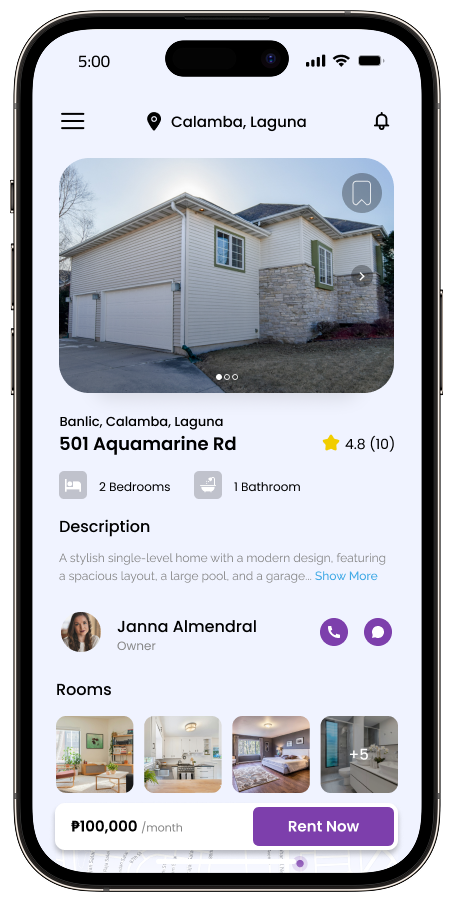 5:00
Calamba, Laguna
Banlic, Calamba, Laguna
501 Aquamarine Rd
4.8 (10)
2 Bedrooms
1 Bathroom
Description
A stylish single-level home with a modern design, featuring
a spacious layout, a large pool, and a garage... Show More
Janna Almendral
Owner
Rooms
+5
₱100,000 /month
Rent Now